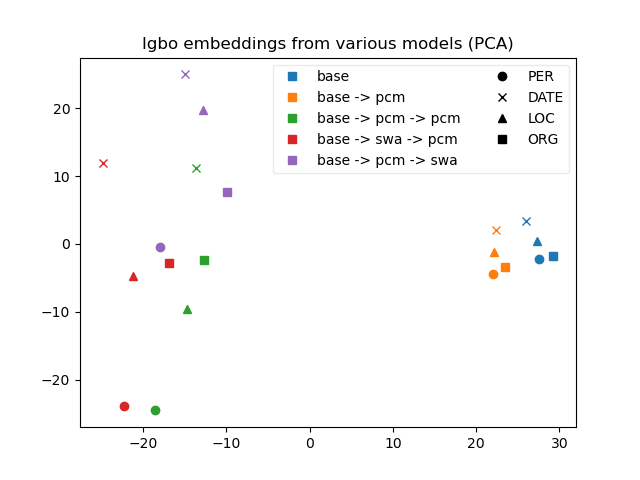 Igbo embeddings from various models (PCA)
base
base -> pcm
base -> pcm -> pcm
base -> swa -> pcm
base -> pcm -> swa
PER
DATE
LOC
ORG
20
10
0
−10
−20
−20
−10
0
10
20
30